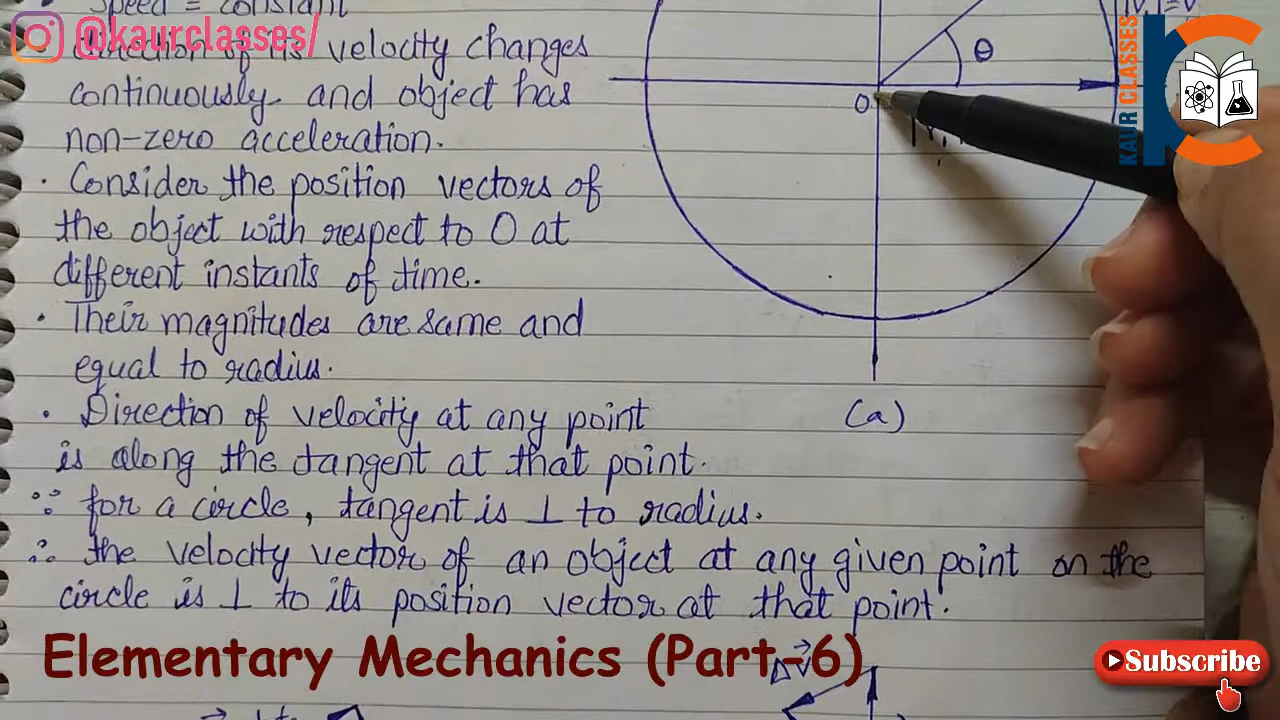 • Speed = constant
@kaurclasses/
• direction of its velocity changes
continuously and object has
non-zero acceleration.
• Consider the position vectors of
the object with respect to O at
different instants of time.
• Their magnitudes are same and
equal to radius.
• Direction of velocity at any point
is along the tangent at that point.
∵ for a circle, tangent is ⊥ to radius.
∴ the velocity vector of an object at any given point on the
circle is ⊥ to its position vector at that point.
θ
O
(a)
KAUR CLASSES
Elementary Mechanics (Part-6)
Δv⃗
Subscribe